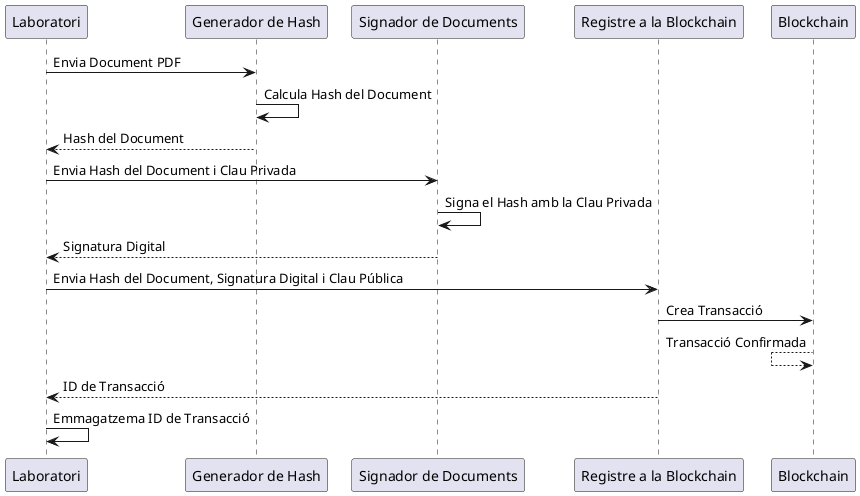 Laboratori
Generador de Hash
Signador de Documents
Registre a la Blockchain
Blockchain
Envia Document PDF
Calcula Hash del Document
Hash del Document
Envia Hash del Document i Clau Privada
Signa el Hash amb la Clau Privada
Signatura Digital
Envia Hash del Document, Signatura Digital i Clau Pública
Crea Transacció
Transacció Confirmada
ID de Transacció
Emmagatzema ID de Transacció
Laboratori
Generador de Hash
Signador de Documents
Registre a la Blockchain
Blockchain